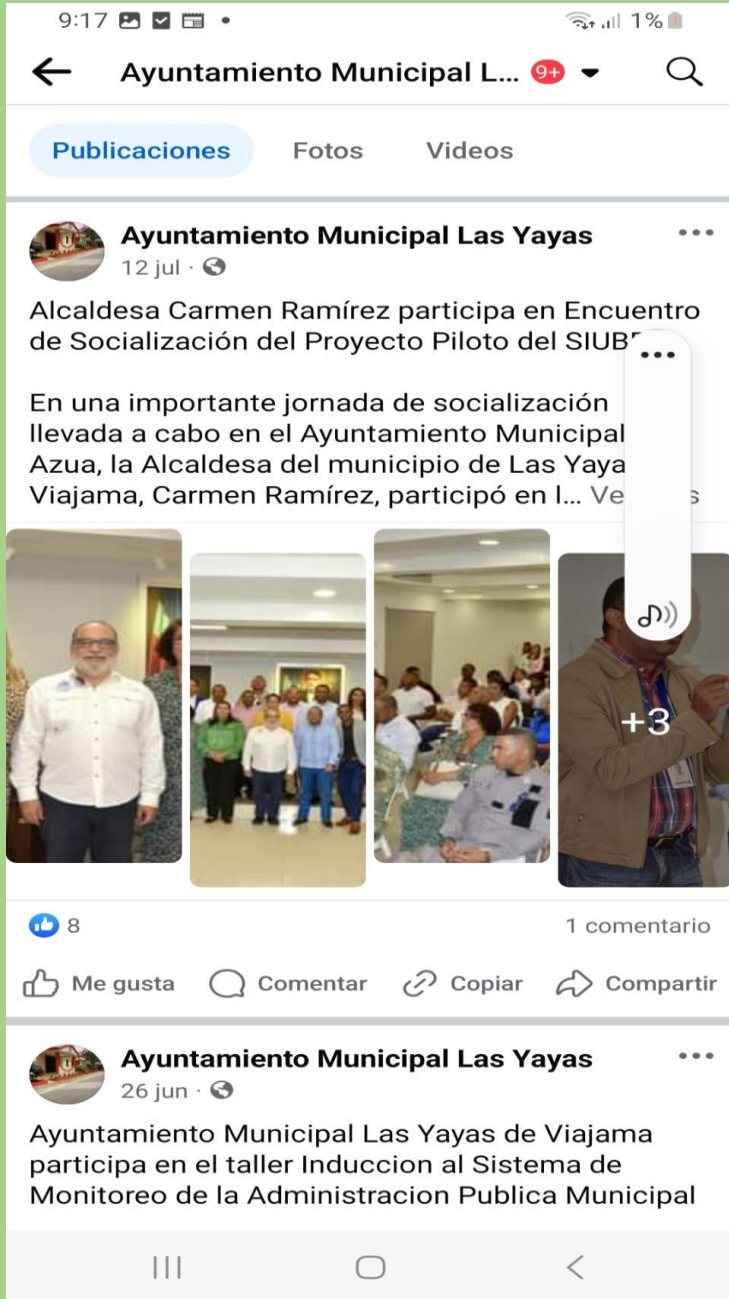 9:17
1%
Ayuntamiento Municipal L... 9+
Publicaciones Fotos Videos
Ayuntamiento Municipal Las Yayas
12 jul
Alcaldesa Carmen Ramírez participa en Encuentro
de Socialización del Proyecto Piloto del
En una importante jornada de socialización
llevada a cabo en el Ayuntamiento Municipal
Azua, la Alcaldesa del municipio de Las
Viajama, Carmen Ramírez, participó en l...
+3
8 1 comentario
Me gusta Comentar Copiar Compartir
Ayuntamiento Municipal Las Yayas
26 jun
Ayuntamiento Municipal Las Yayas de Viajama
participa en el taller Induccion al Sistema de
Monitoreo de la Administracion Publica Municipal